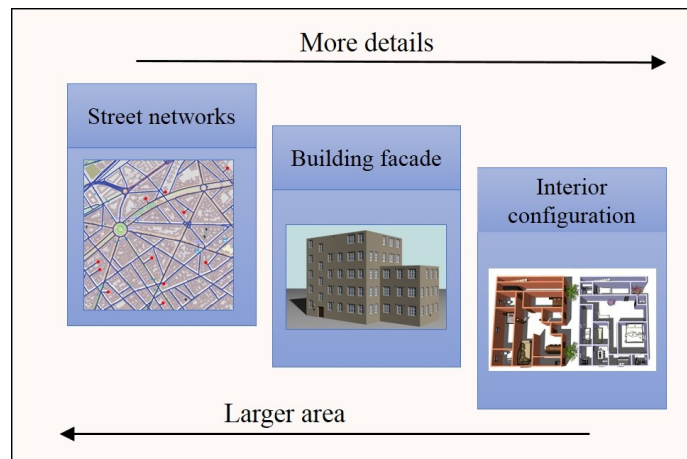 More details
Street networks
Building facade
Interior
configuration
Larger area